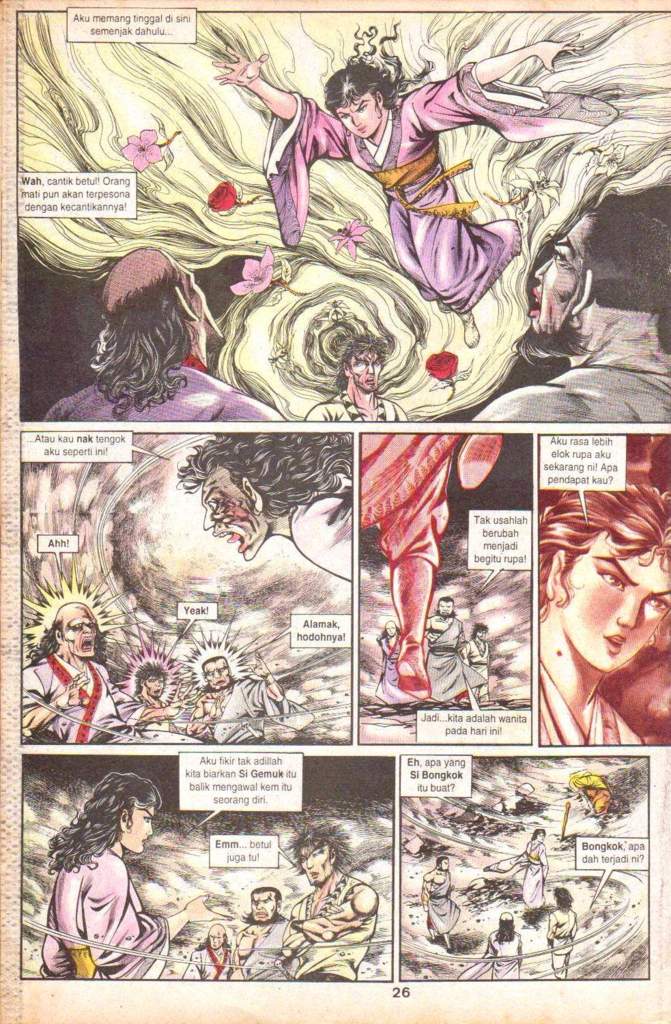 Aku memang tinggal di sini
semenjak dahulu...
Wah, cantik betul! Orang
mati pun akan terpesona
dengan kecantikannya!
...Atau kau nak tengok
aku seperti ini!
Ahh!
Yeak!
Alamak,
hodohnya!
Tak usahlah
berubah
menjadi
begitu rupa!
Jadi...kita adalah wanita
pada hari ini!
Aku rasa lebih
elok rupa aku
sekarang ni! Apa
pendapat kau?
Aku fikir tak adillah
kita biarkan Si Gemuk itu
balik mengawal kem itu
seorang diri.
Emm... betul
juga tu!
Eh, apa yang
Si Bongkok
itu buat?
Bongkok, apa
dah terjadi ni?
26